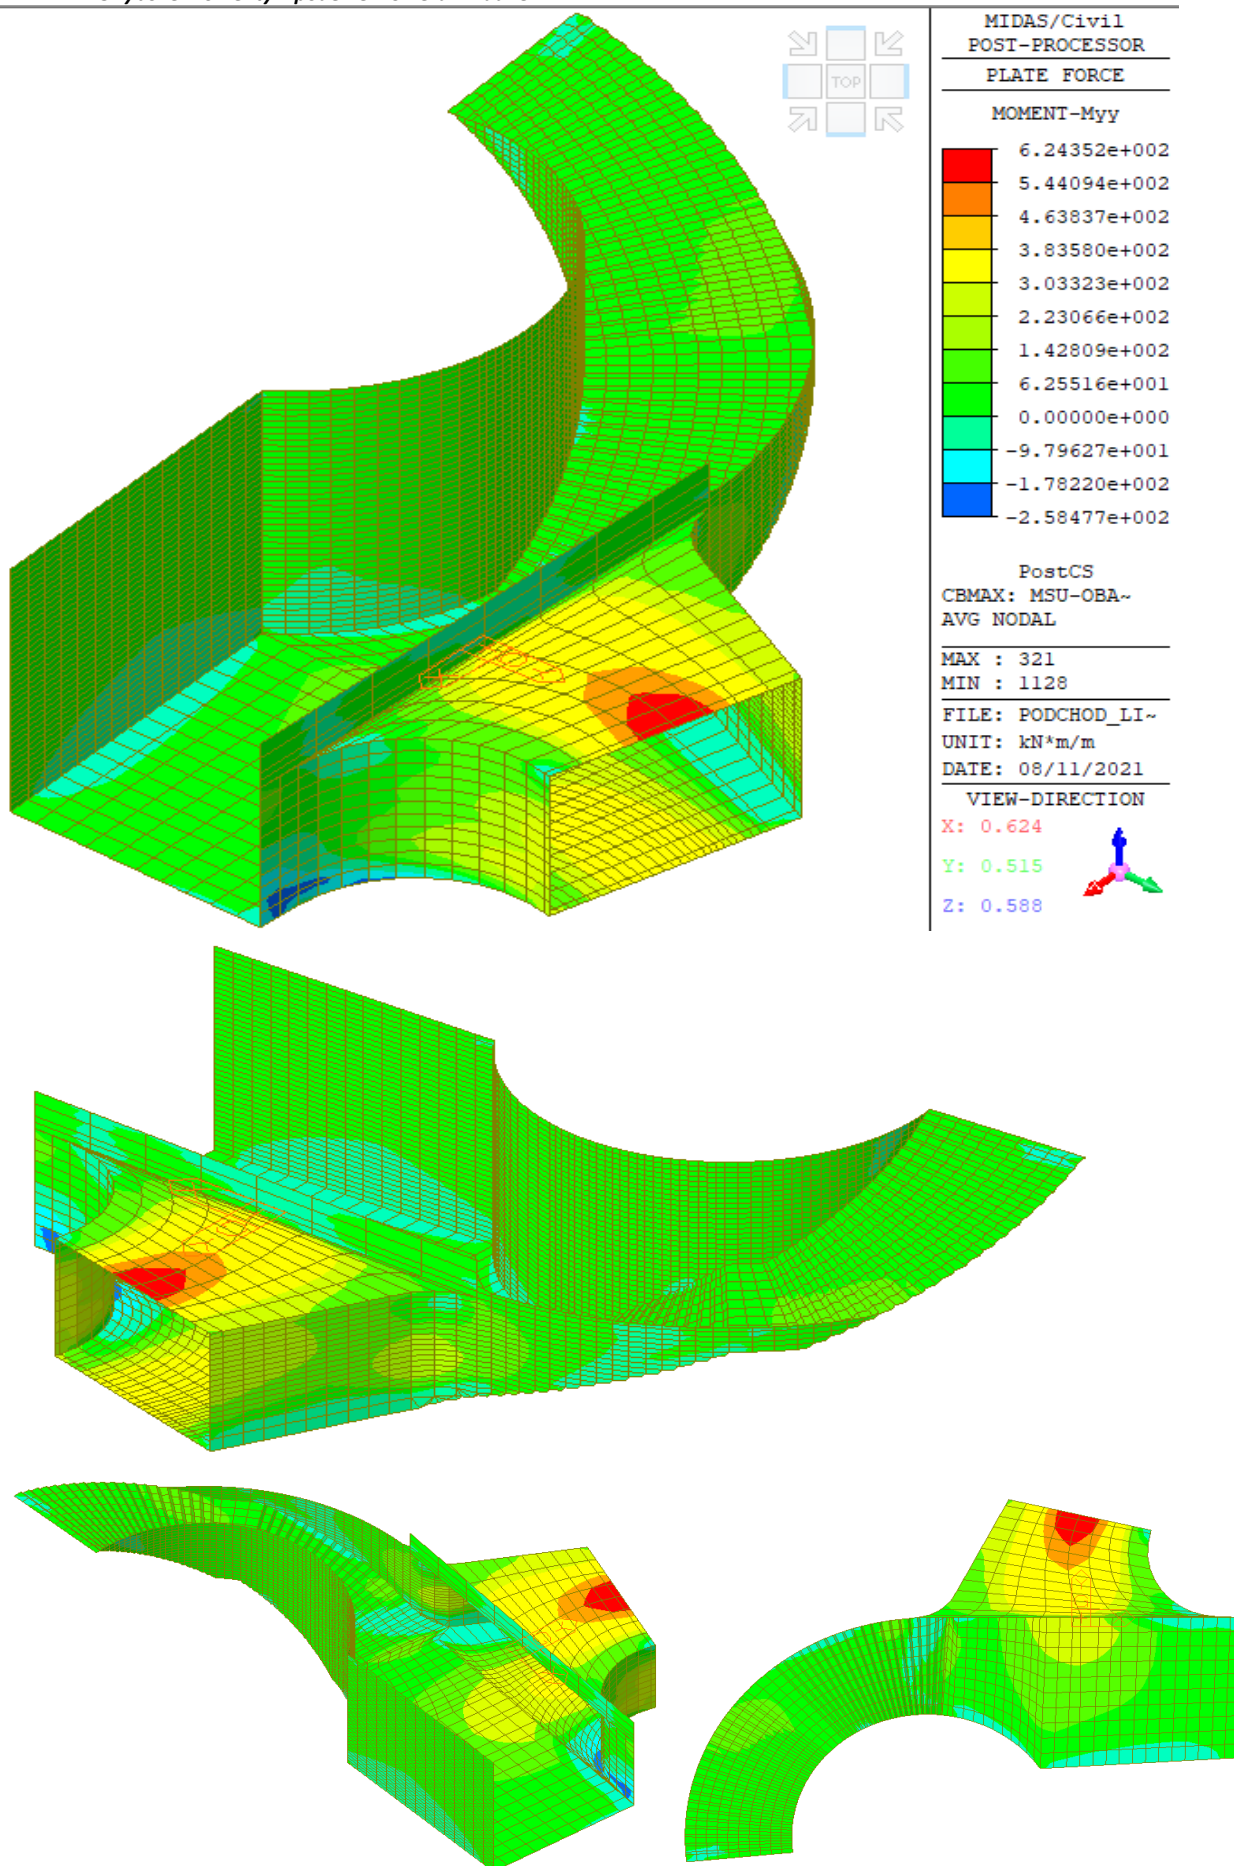 TOP
MIDAS/Civil
POST-PROCESSOR
PLATE FORCE
MOMENT-Myy
6.24352e+002
5.44094e+002
4.63837e+002
3.83580e+002
3.03323e+002
2.23066e+002
1.42809e+002
6.25516e+001
0.00000e+000
-9.79627e+001
-1.78220e+002
-2.58477e+002
PostCS
CBMAX: MSU-OBA~
AVG NODAL
MAX : 321
MIN : 1128
FILE: PODCHOD_LI~
UNIT: kN*m/m
DATE: 08/11/2021
VIEW-DIRECTION
X: 0.624
Y: 0.515
Z: 0.588